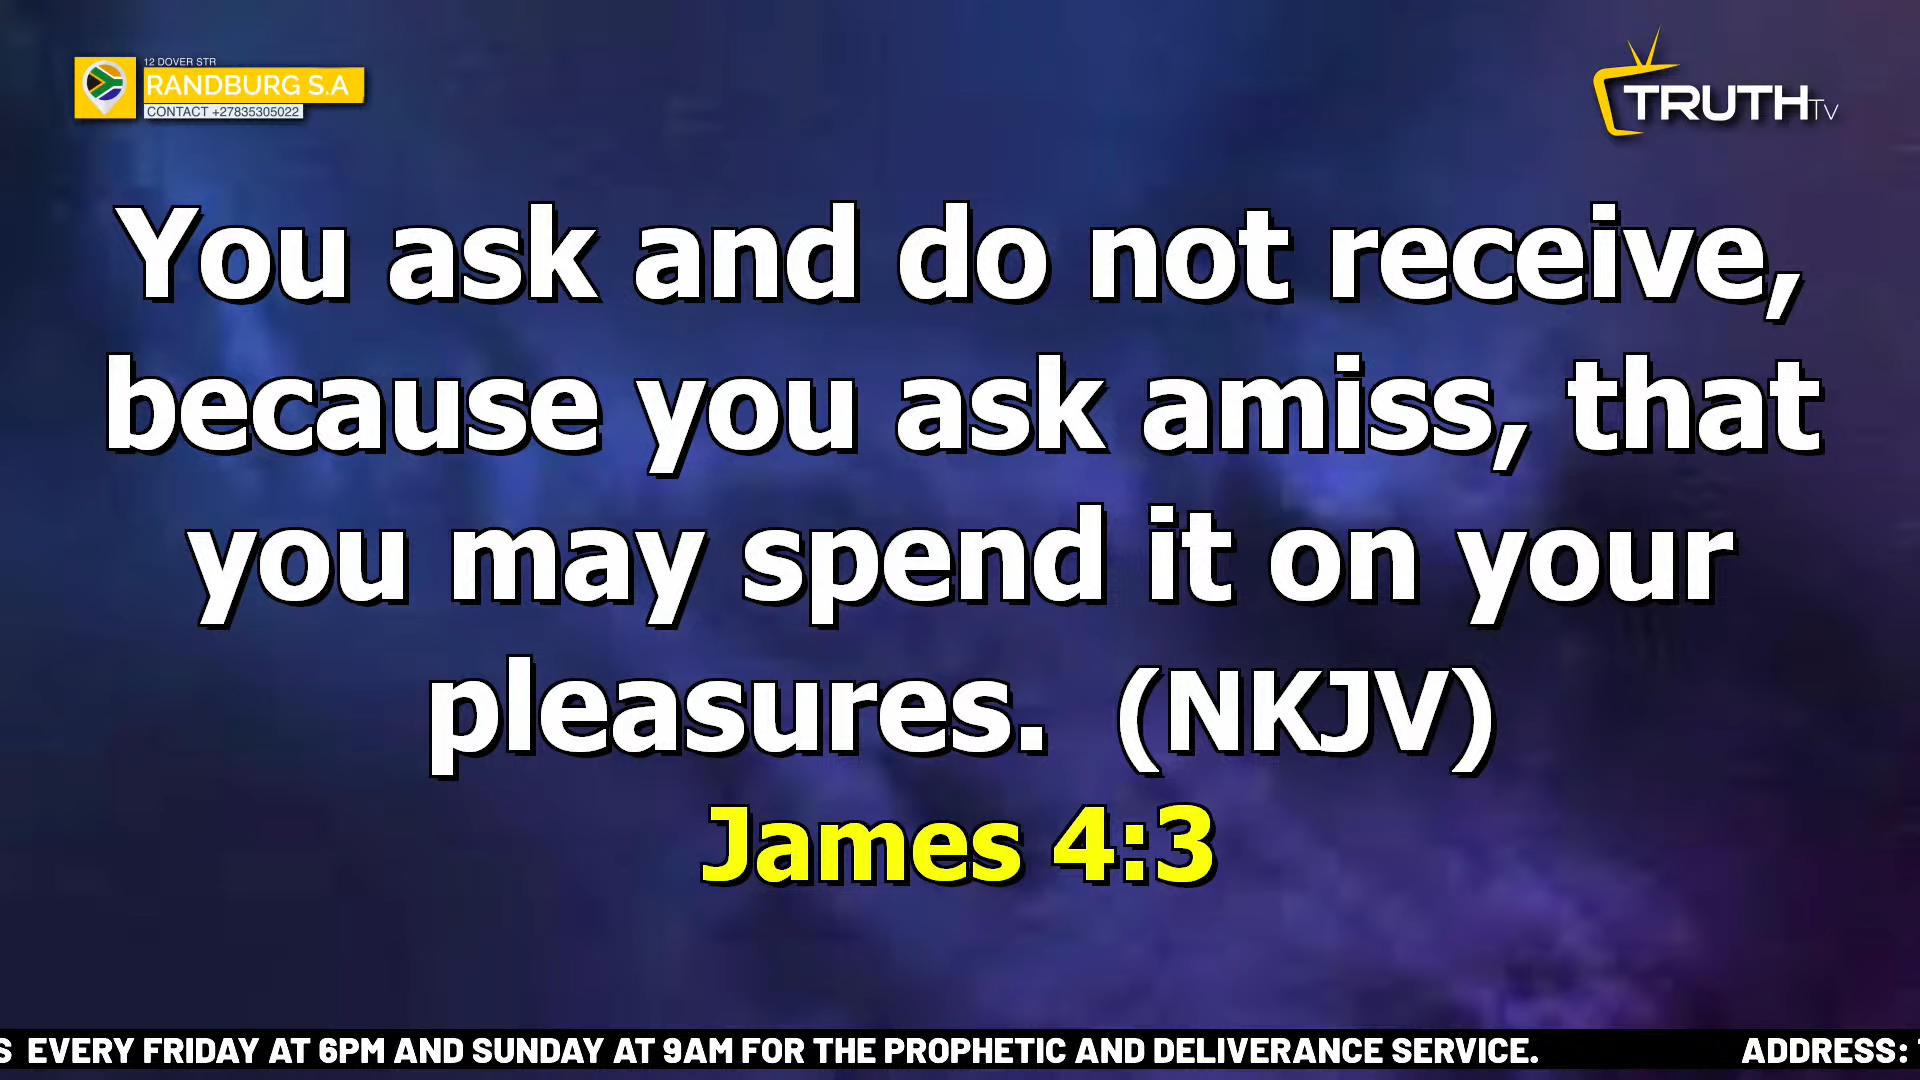 12 DOVER STR
RANDBURG S.A
CONTACT +27835305022
TRUTH TV
You ask and do not receive,
because you ask amiss, that
you may spend it on your
pleasures. (NKJV)
James 4:3
S EVERY FRIDAY AT 6PM AND SUNDAY AT 9AM FOR THE PROPHETIC AND DELIVERANCE SERVICE. ADDRESS: